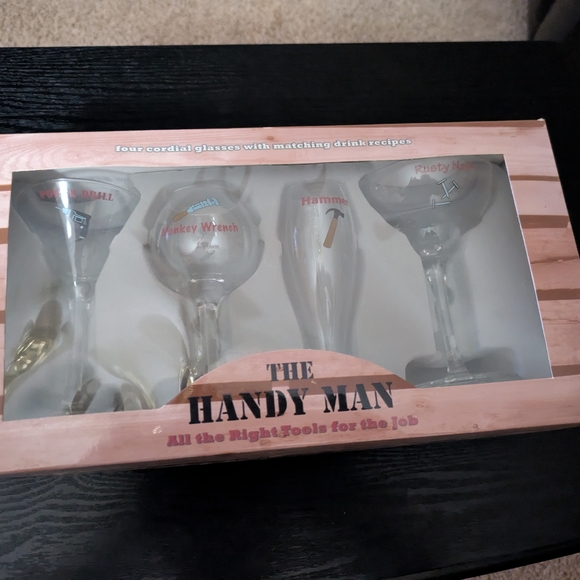 four cordial glasses with matching drink recipes
DRILL
Monkey Wrench
Hammer
Rusty Nail
THE
HANDY MAN
All the Right Tools for the Job